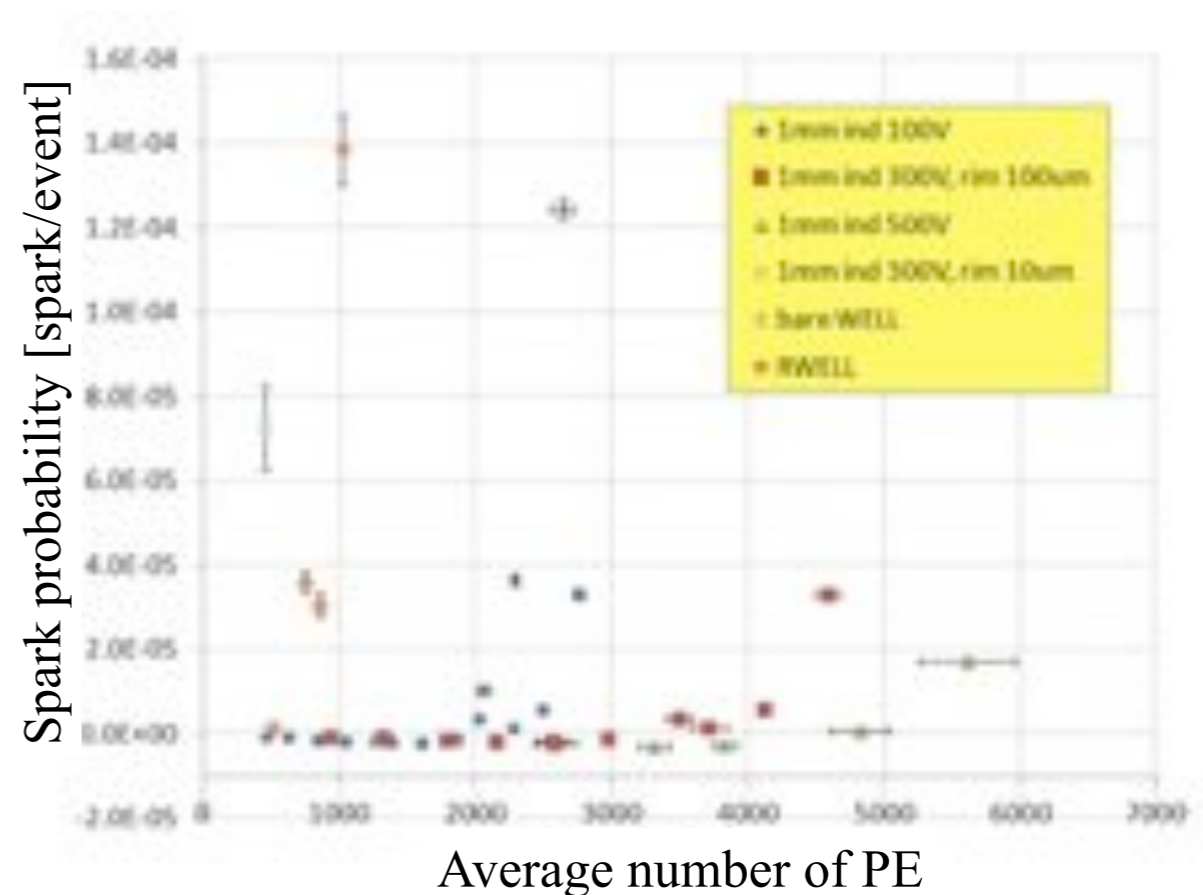 Spark probability [spark/event]
1.6E-04
1.4E-04
1.2E-04
1.0E-04
8.0E-05
6.0E-05
4.0E-05
2.0E-05
0.0E+00
-2.0E-05
1mm ind 100V
1mm ind 300V, rim 100um
1mm ind 500V
1mm ind 300V, rim 10um
bare WELL
RWELL
0 1000 2000 3000 4000 5000 6000 7000
Average number of PE